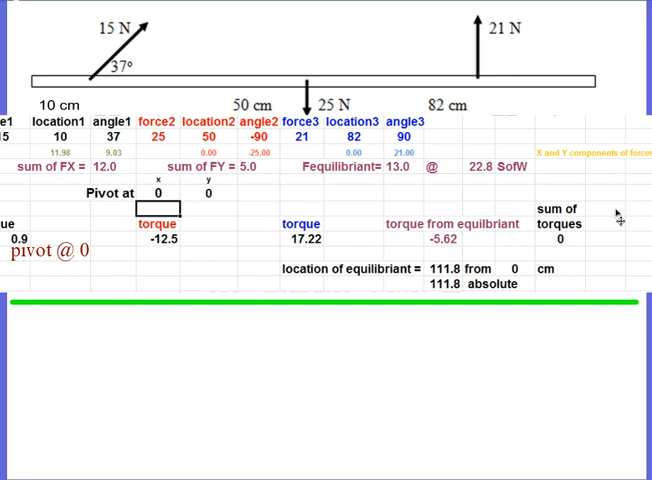 15 N
21 N
37º
10 cm
50 cm
25 N
82 cm
e1 location1 angle1 force2 location2 angle2 force3 location3 angle3
15 10 37 25 50 -90 21 82 90
11.98 9.03 0.00 -25.00 0.00 21.00 X and Y components of forces
sum of FX = 12.0 sum of FY = 5.0 Fequilibriant= 13.0 @ 22.8 SofW
x y
Pivot at 0 0
sum of
ue torque torque torque from equilbriant torques
0.9 -12.5 17.22 -5.62 0
pivot @ 0
location of equilibriant = 111.8 from 0 cm
111.8 absolute